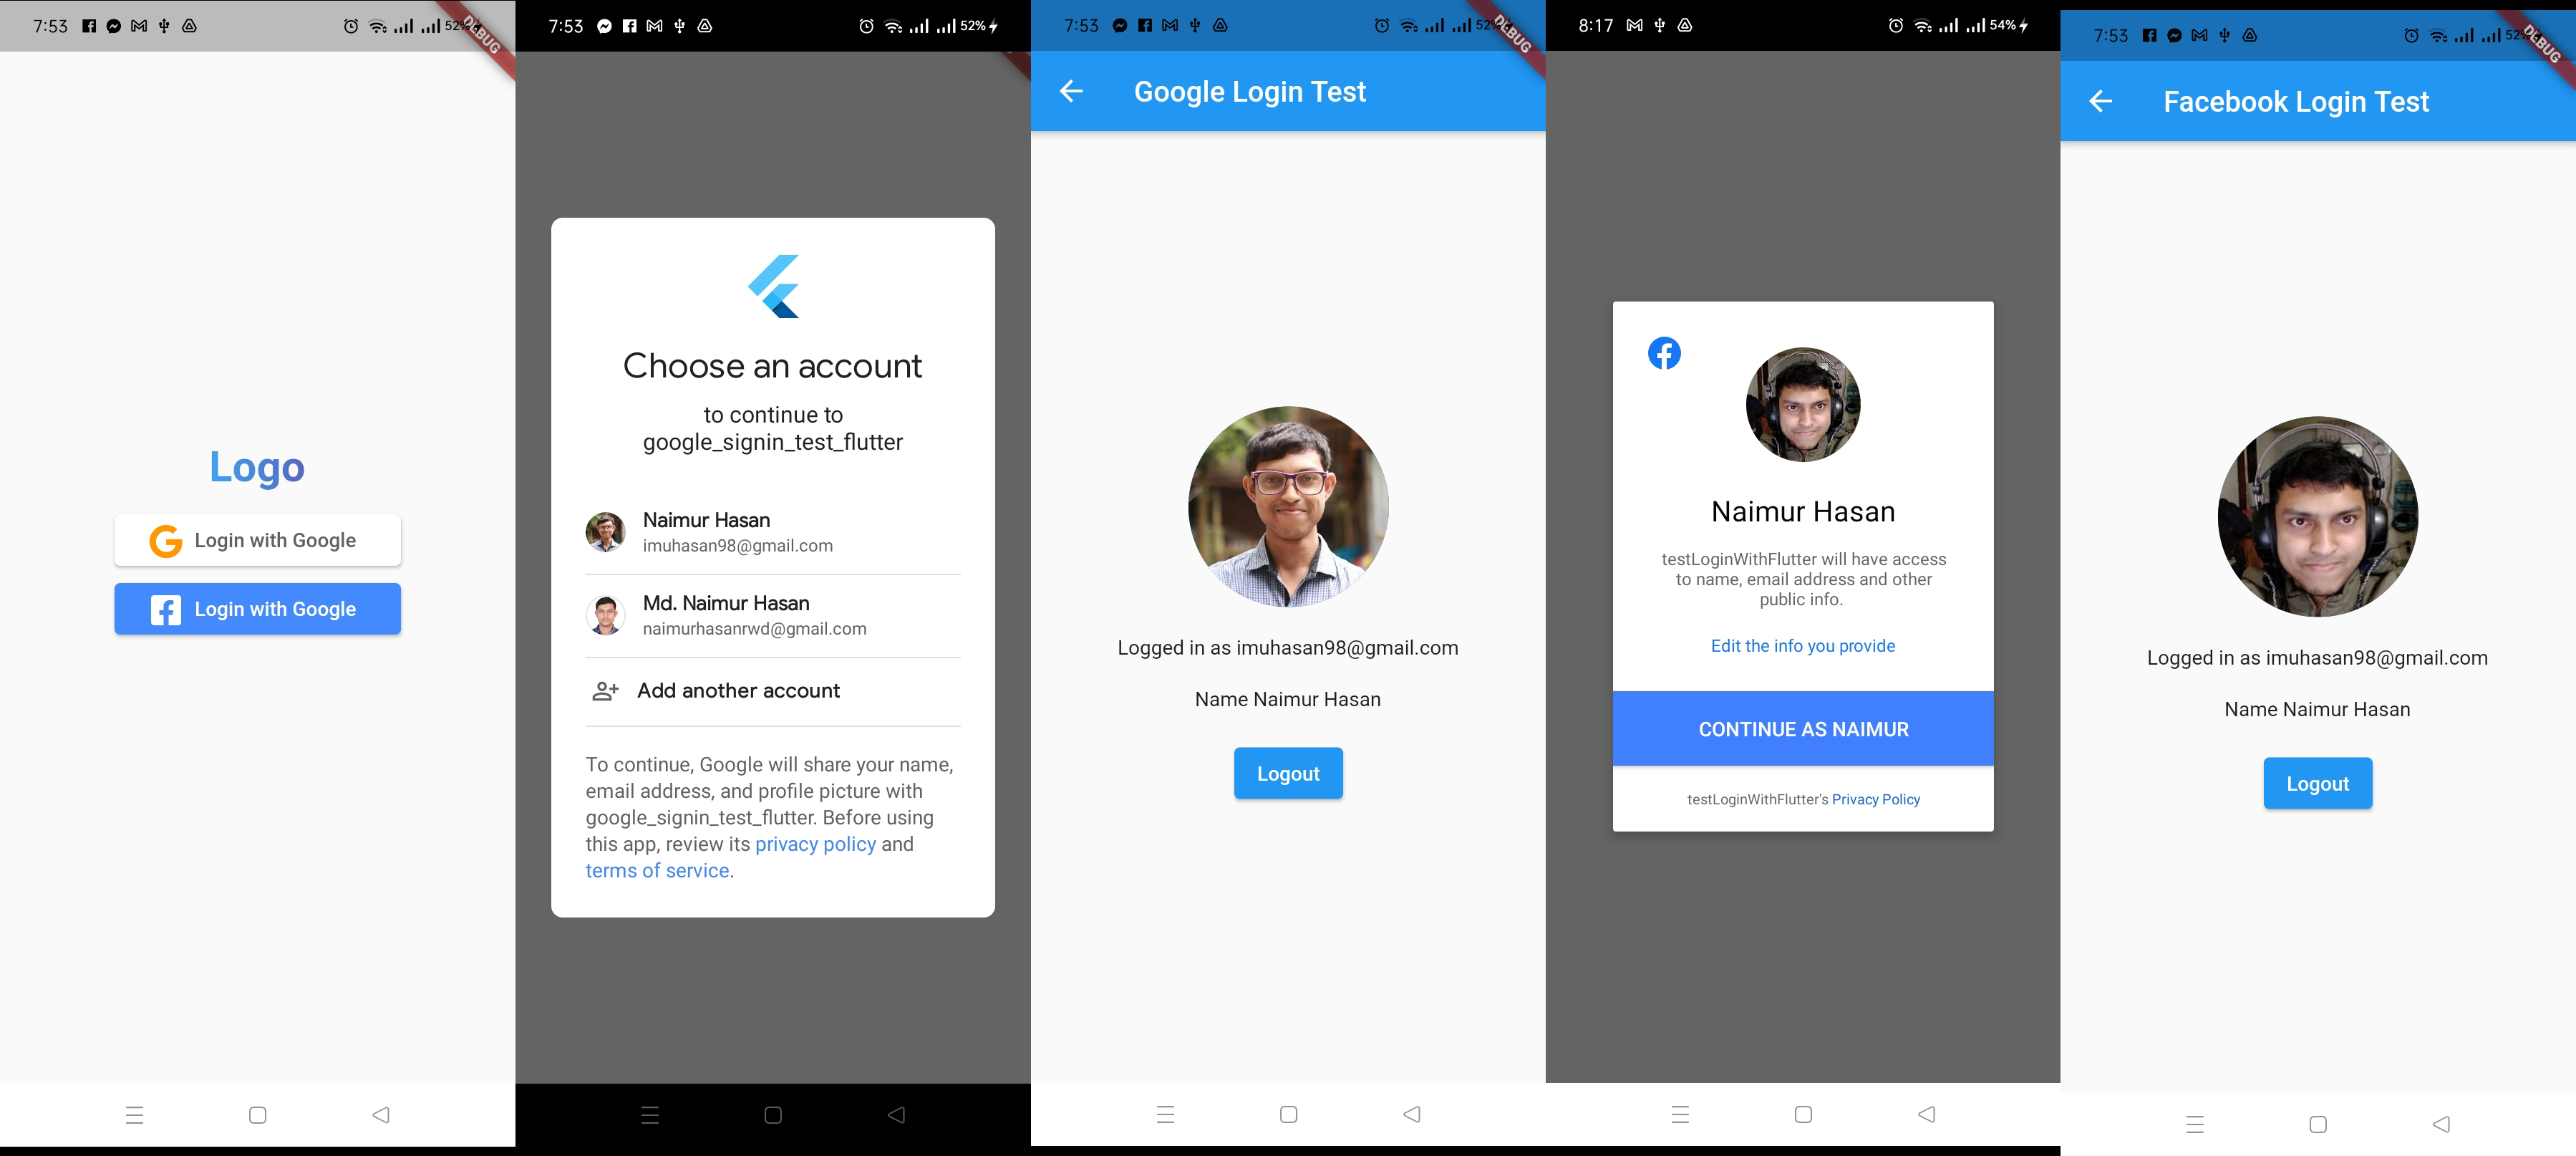 7:53
52%
DEBUG
Logo
Login with Google
Login with Google
7:53
52%
Choose an account
to continue to
google_signin_test_flutter
Naimur Hasan
imuhasan98@gmail.com
Md. Naimur Hasan
naimurhasanrwd@gmail.com
Add another account
To continue, Google will share your name,
email address, and profile picture with
google_signin_test_flutter. Before using
this app, review its privacy policy and
terms of service.
7:53
52%
DEBUG
Google Login Test
Logged in as imuhasan98@gmail.com
Name Naimur Hasan
Logout
8:17
54%
Naimur Hasan
testLoginWithFlutter will have access
to name, email address and other
public info.
Edit the info you provide
CONTINUE AS NAIMUR
testLoginWithFlutter's Privacy Policy
7:53
52%
DEBUG
Facebook Login Test
Logged in as imuhasan98@gmail.com
Name Naimur Hasan
Logout